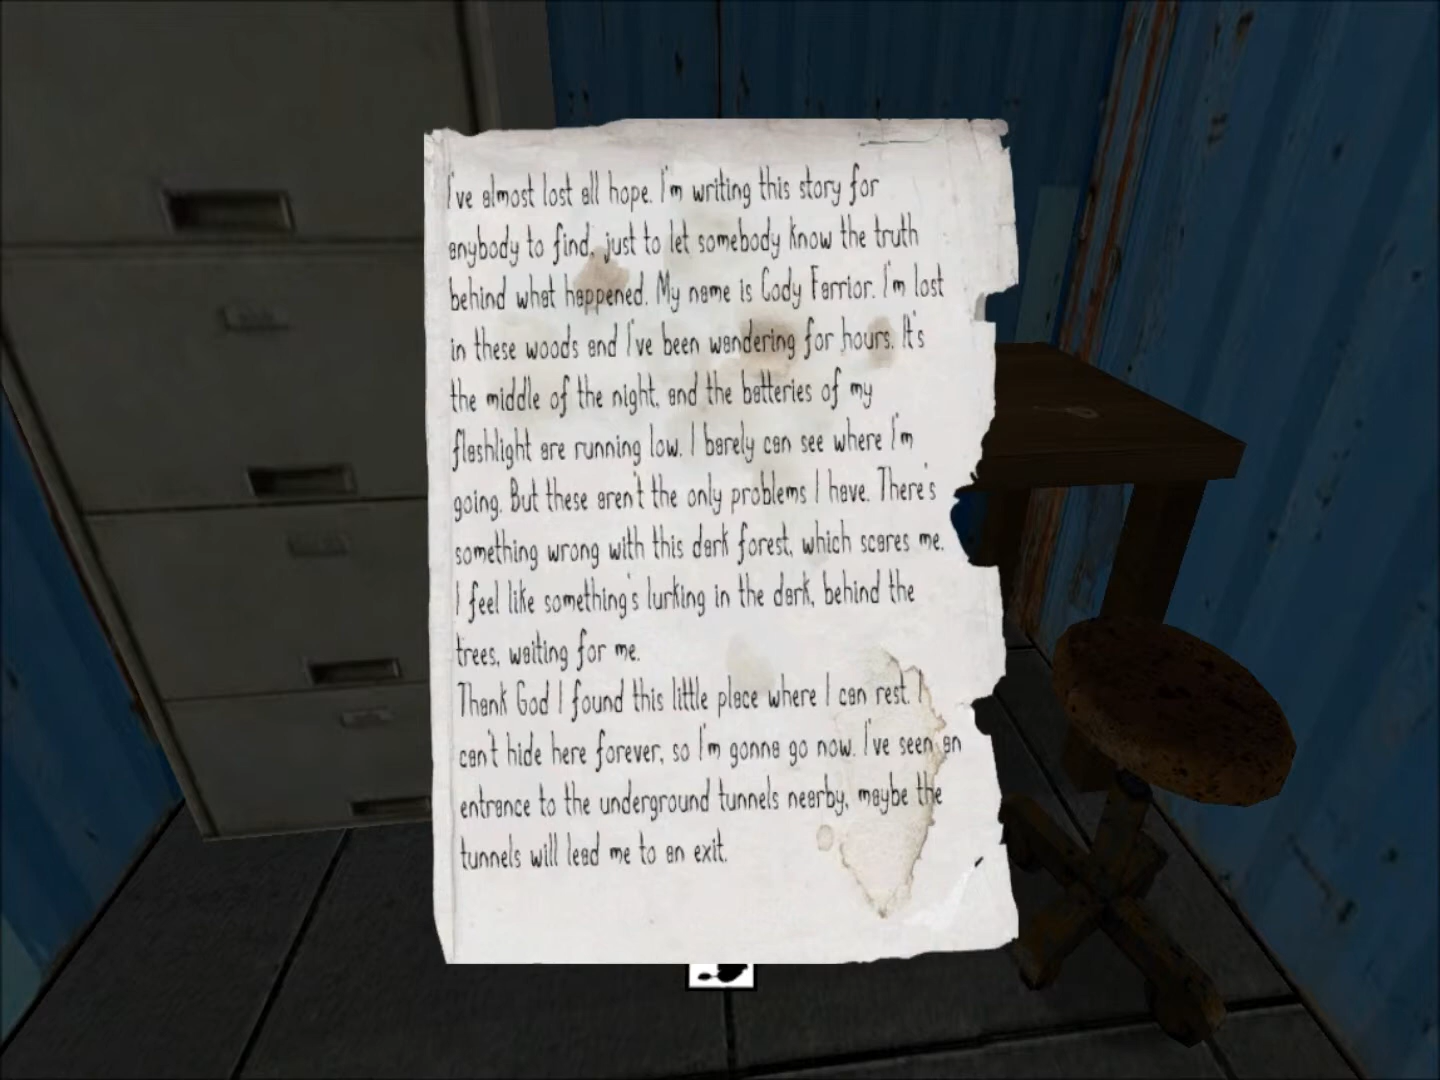 I've almost lost all hope. I'm writing this story for
anybody to find, just to let somebody know the truth
behind what happened. My name is Cody Farrior. I'm lost
in these woods and I've been wandering for hours. It's
the middle of the night, and the batteries of my
flashlight are running low. I barely can see where I'm
going. But these aren't the only problems I have. There's
something wrong with this dark forest, which scares me.
I feel like something's lurking in the dark, behind the
trees, waiting for me.
Thank God I found this little place where I can rest. I
can't hide here forever, so I'm gonna go now. I've seen an
entrance to the underground tunnels nearby, maybe the
tunnels will lead me to an exit.